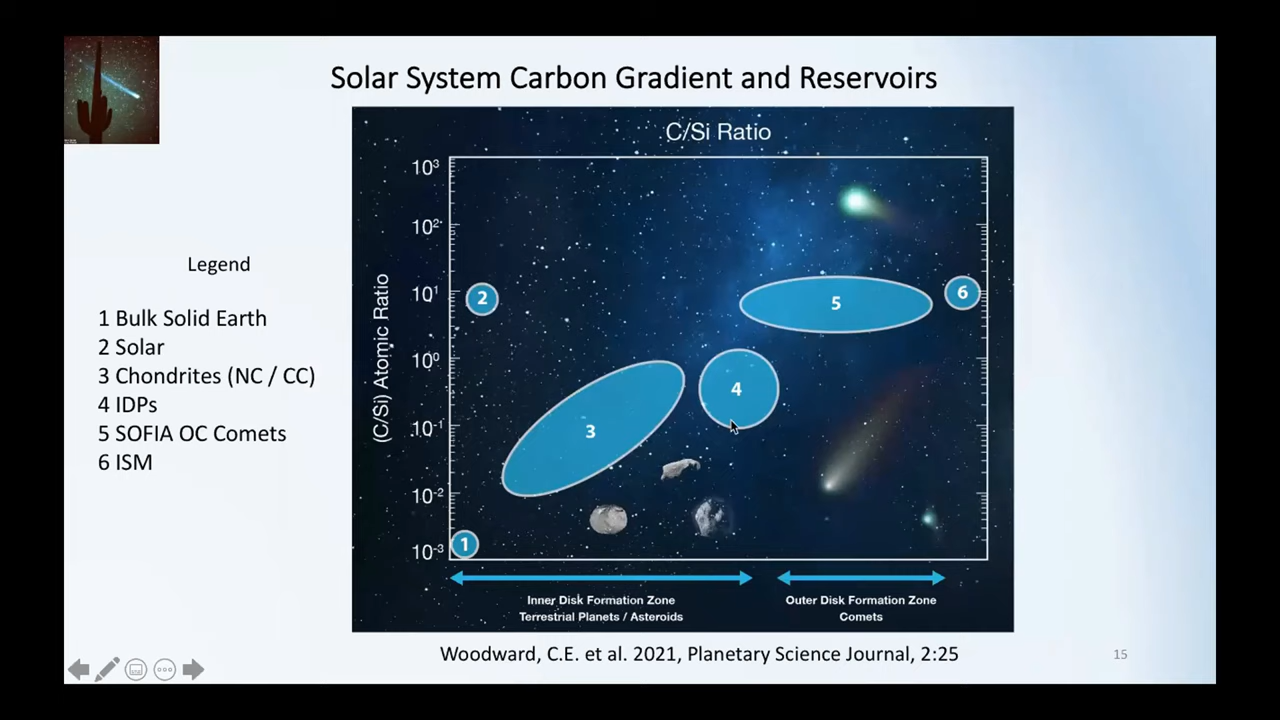 Solar System Carbon Gradient and Reservoirs
C/Si Ratio
(C/Si) Atomic Ratio
10³
10²
10¹
10⁰
10⁻¹
10⁻²
10⁻³
2
5
6
4
3
1
Legend
1 Bulk Solid Earth
2 Solar
3 Chondrites (NC / CC)
4 IDPs
5 SOFIA OC Comets
6 ISM
Inner Disk Formation Zone
Terrestrial Planets / Asteroids
Outer Disk Formation Zone
Comets
Woodward, C.E. et al. 2021, Planetary Science Journal, 2:25
15